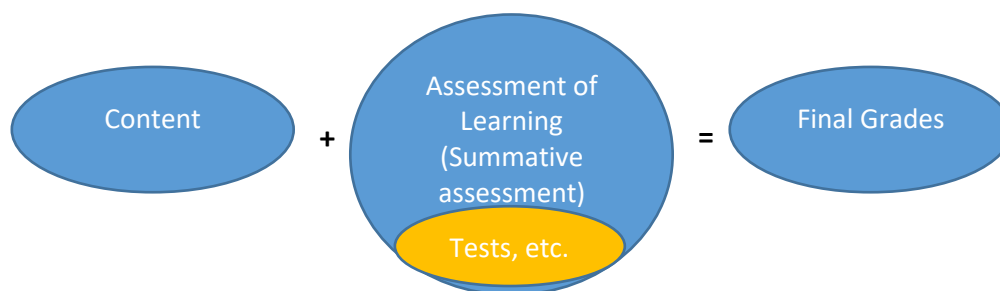 Content
+
Assessment of
Learning
(Summative
assessment)
Tests, etc.
=
Final Grades